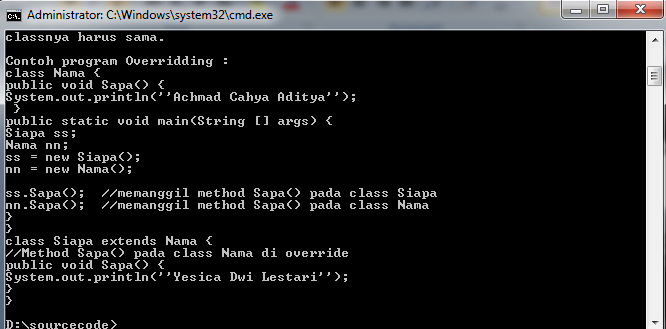 Administrator: C:\Windows\system32\cmd.exe
classnya harus sama.
Contoh program Overridding :
class Nama {
public void Sapa() {
System.out.println(''Achmad Cahya Aditya'');
}
public static void main(String [] args) {
Siapa ss;
Nama nn;
ss = new Siapa();
nn = new Nama();
ss.Sapa();  //memanggil method Sapa() pada class Siapa
nn.Sapa();  //memanggil method Sapa() pada class Nama
}
}
class Siapa extends Nama {
//Method Sapa() pada class Nama di override
public void Sapa() {
System.out.println(''Yesica Dwi Lestari'');
}
}
D:\sourcecode>